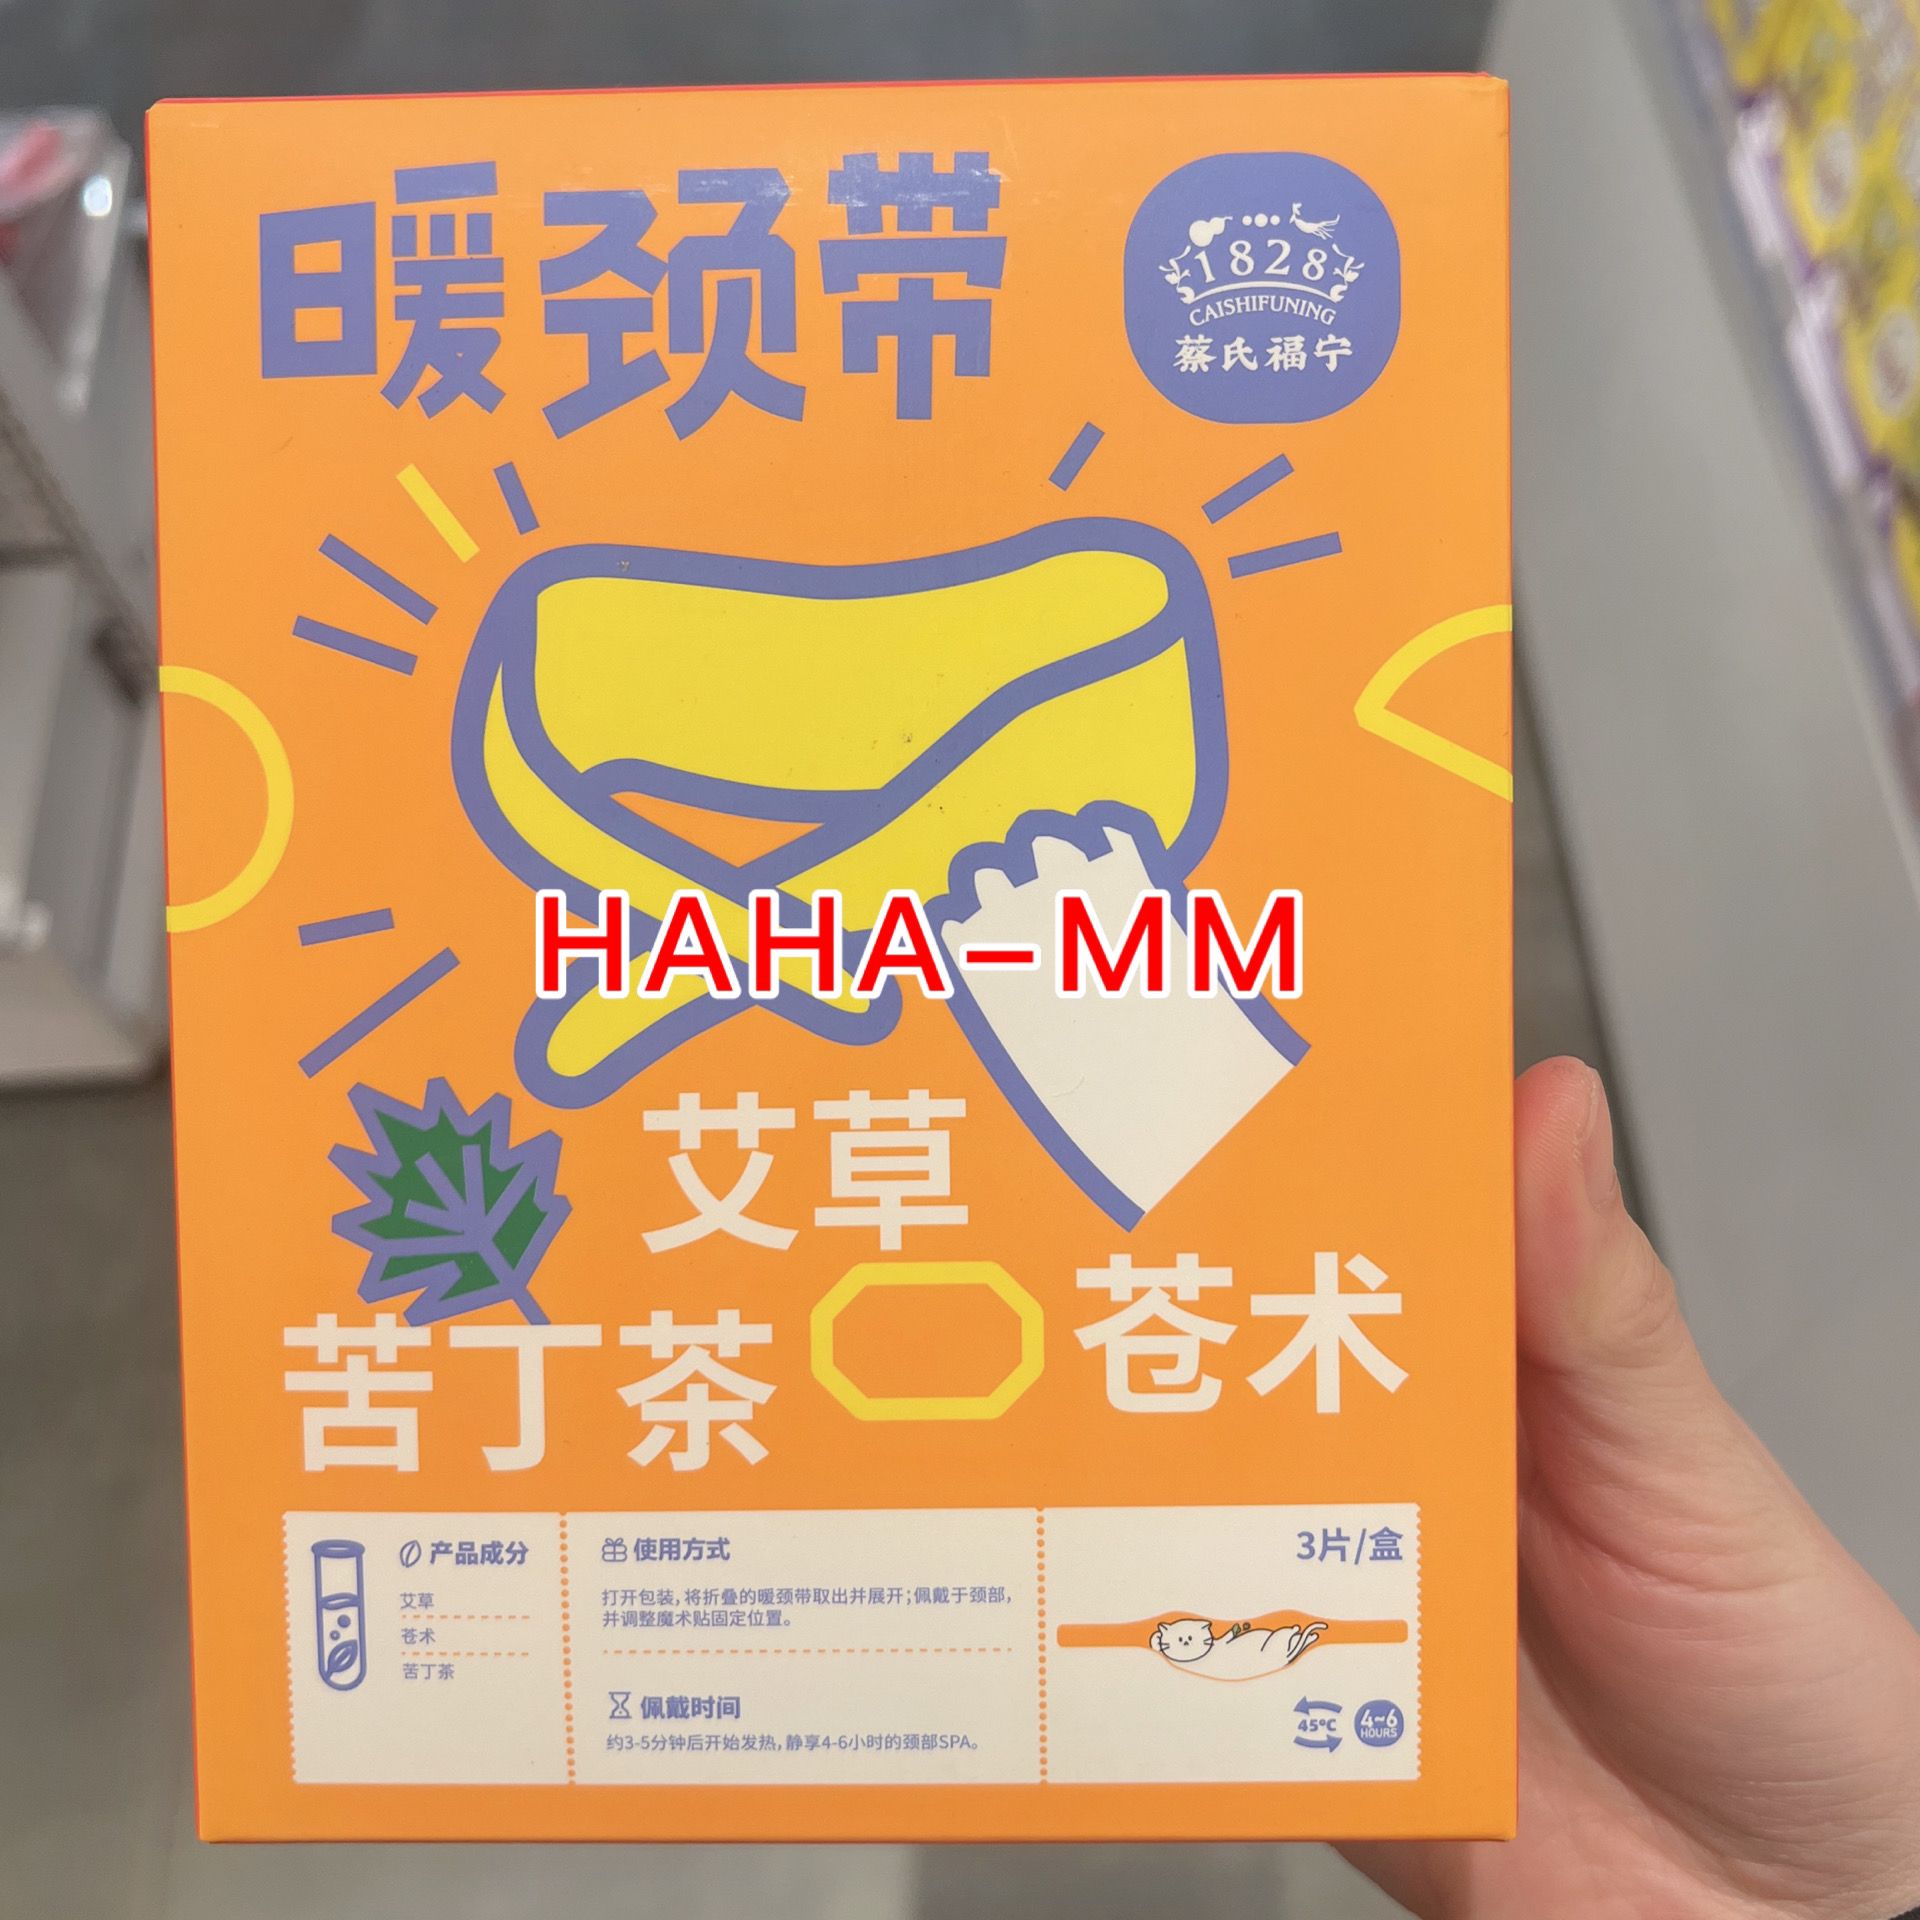 暖颈带
1828
CAISHIFUNING
蔡氏福宁
HAHA-MM
艾草
苦丁茶
苍术
产品成分
艾草
苍术
苦丁茶
使用方式
打开包装,将折叠的暖颈带取出并展开;佩戴于颈部,
并调整魔术贴固定位置。
佩戴时间
约3-5分钟后开始发热,静享4-6小时的颈部SPA。
3片/盒
45°C
4~6
HOURS